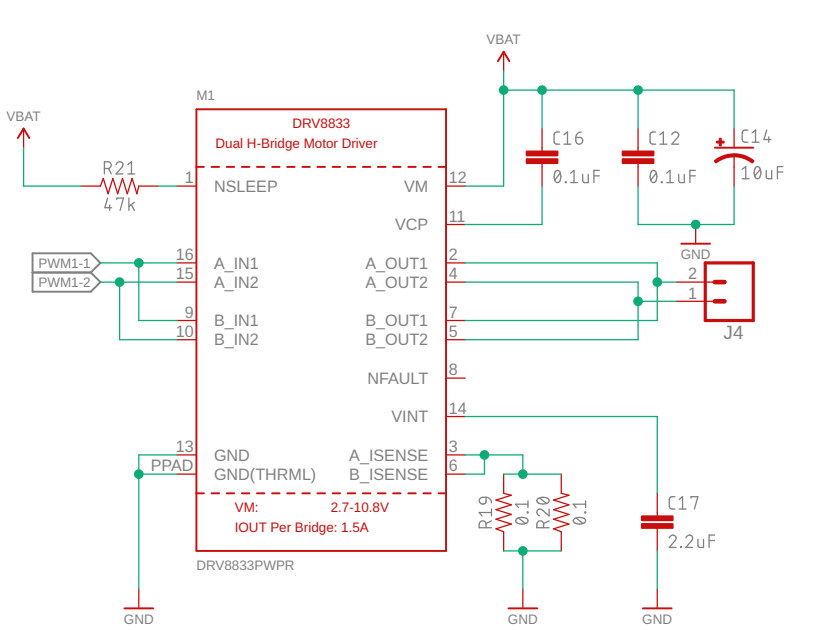 VBAT
M1
VBAT
DRV8833
Dual H-Bridge Motor Driver
C16
0.1uF
C12
0.1uF
C14
10uF
R21
47k
1 NSLEEP VM 12
VCP 11
GND
PWM1-1
PWM1-2
16 A_IN1 A_OUT1 2
15 A_IN2 A_OUT2 4
2
1
J4
9 B_IN1 B_OUT1 7
10 B_IN2 B_OUT2 5
NFAULT 8
VINT 14
13 GND A_ISENSE 3
PPAD GND(THRML) B_ISENSE 6
R19
0.1
R20
0.1
C17
2.2uF
VM: 2.7-10.8V
IOUT Per Bridge: 1.5A
DRV8833PWPR
GND
GND
GND